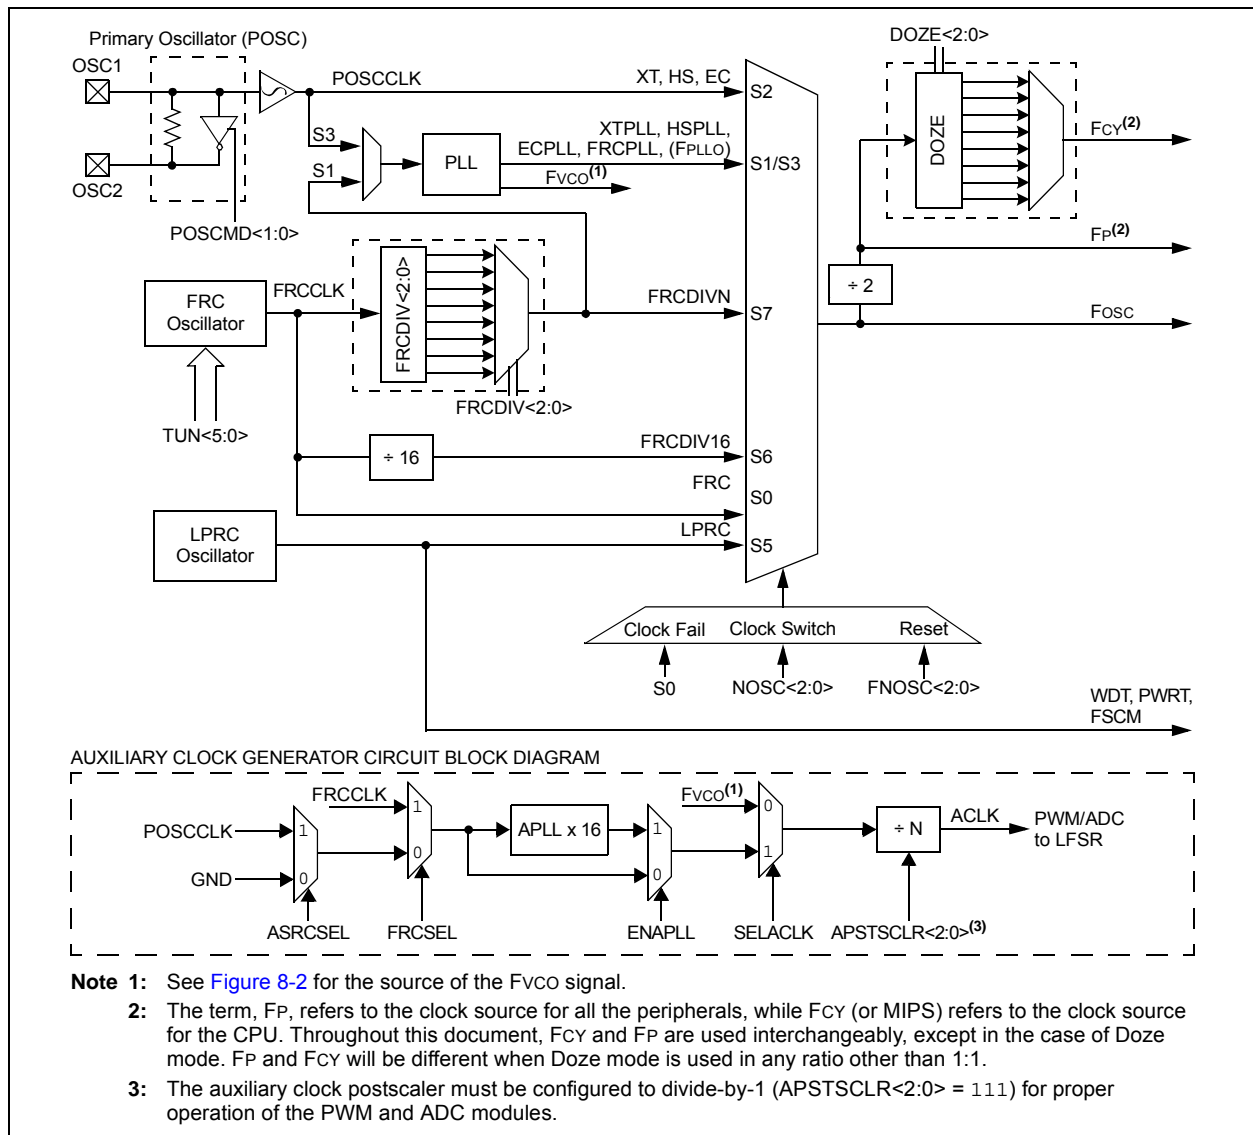 Primary Oscillator (POSC)
OSC1
OSC2
POSCCLK
S3
S1
PLL
XT, HS, EC
XTPLL, HSPLL,
ECPLL, FRCPLL, (FPLLO)
FVCO(1)
POSCMD<1:0>
S2
S1/S3
DOZE<2:0>
DOZE
FCY(2)
FP(2)
÷ 2
FOSC
FRC
Oscillator
FRCCLK
TUN<5:0>
FRCDIV<2:0>
FRCDIV<2:0>
FRCDIVN
S7
÷ 16
FRCDIV16
S6
FRC
S0
LPRC
Oscillator
LPRC
S5
Clock Fail
Clock Switch
Reset
S0
NOSC<2:0>
FNOSC<2:0>
WDT, PWRT,
FSCM
AUXILIARY CLOCK GENERATOR CIRCUIT BLOCK DIAGRAM
FRCCLK
POSCCLK
GND
1
0
1
0
APLL x 16
1
0
FVCO(1)
0
1
÷ N
ACLK
PWM/ADC
to LFSR
ASRCSEL
FRCSEL
ENAPLL
SELACLK
APSTSCLR<2:0>(3)
Note 1: See Figure 8-2 for the source of the FVCO signal.
2: The term, FP, refers to the clock source for all the peripherals, while FCY (or MIPS) refers to the clock source
for the CPU. Throughout this document, FCY and FP are used interchangeably, except in the case of Doze
mode. FP and FCY will be different when Doze mode is used in any ratio other than 1:1.
3: The auxiliary clock postscaler must be configured to divide-by-1 (APSTSCLR<2:0> = 111) for proper
operation of the PWM and ADC modules.